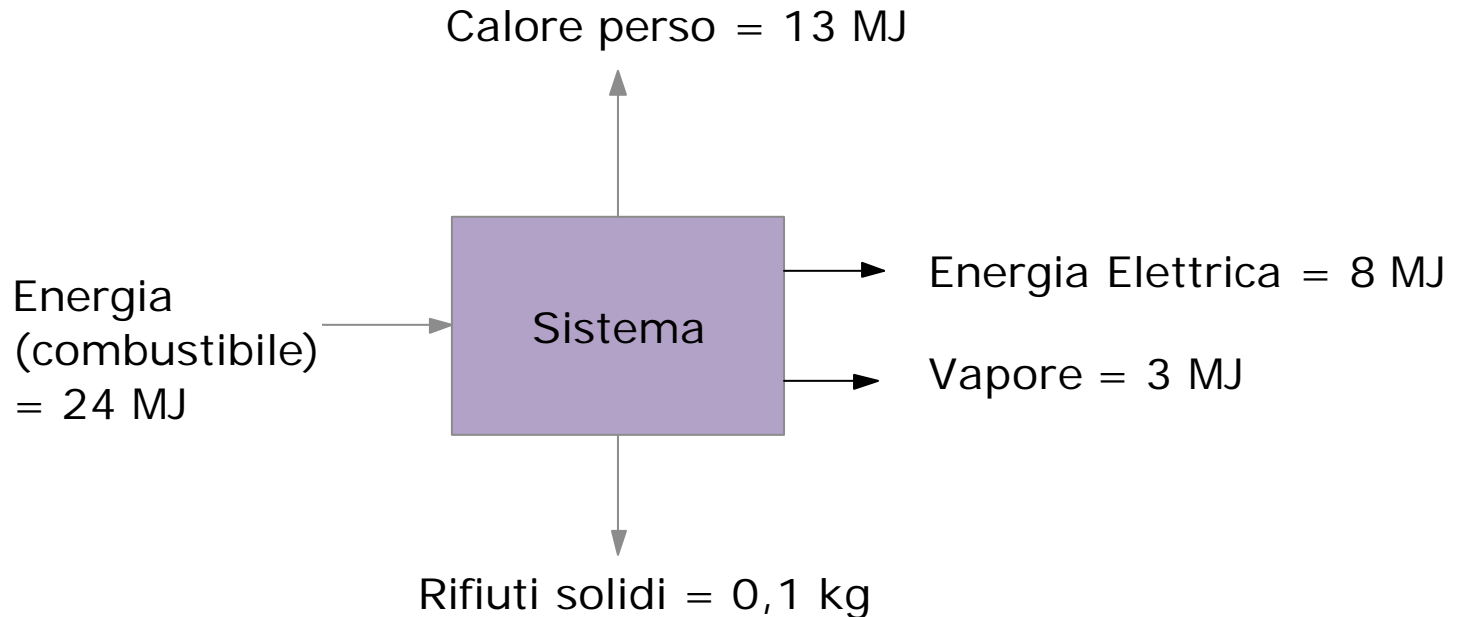 Calore perso = 13 MJ
Energia
(combustibile)
= 24 MJ
Sistema
Energia Elettrica = 8 MJ
Vapore = 3 MJ
Rifiuti solidi = 0,1 kg